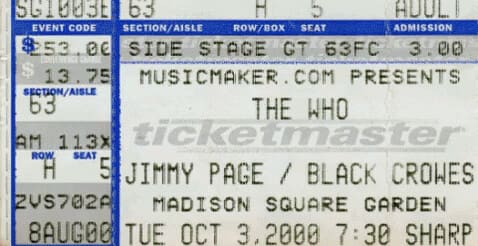 SG1003E 63 H 5 ADULT
EVENT CODE SECTION/AISLE ROW/BOX SEAT ADMISSION
$ 53.00 SIDE STAGE GT 63FC 3.00
$ 13.75 CONVENIENCE CHARGE
MUSICMAKER.COM PRESENTS
SECTION/AISLE
63 THE WHO
ticketmaster
AM 113X
ROW SEAT
H 5 JIMMY PAGE / BLACK CROWES
ZVS702A MADISON SQUARE GARDEN
8AUG00 TUE OCT 3,2000 7:30 SHARP